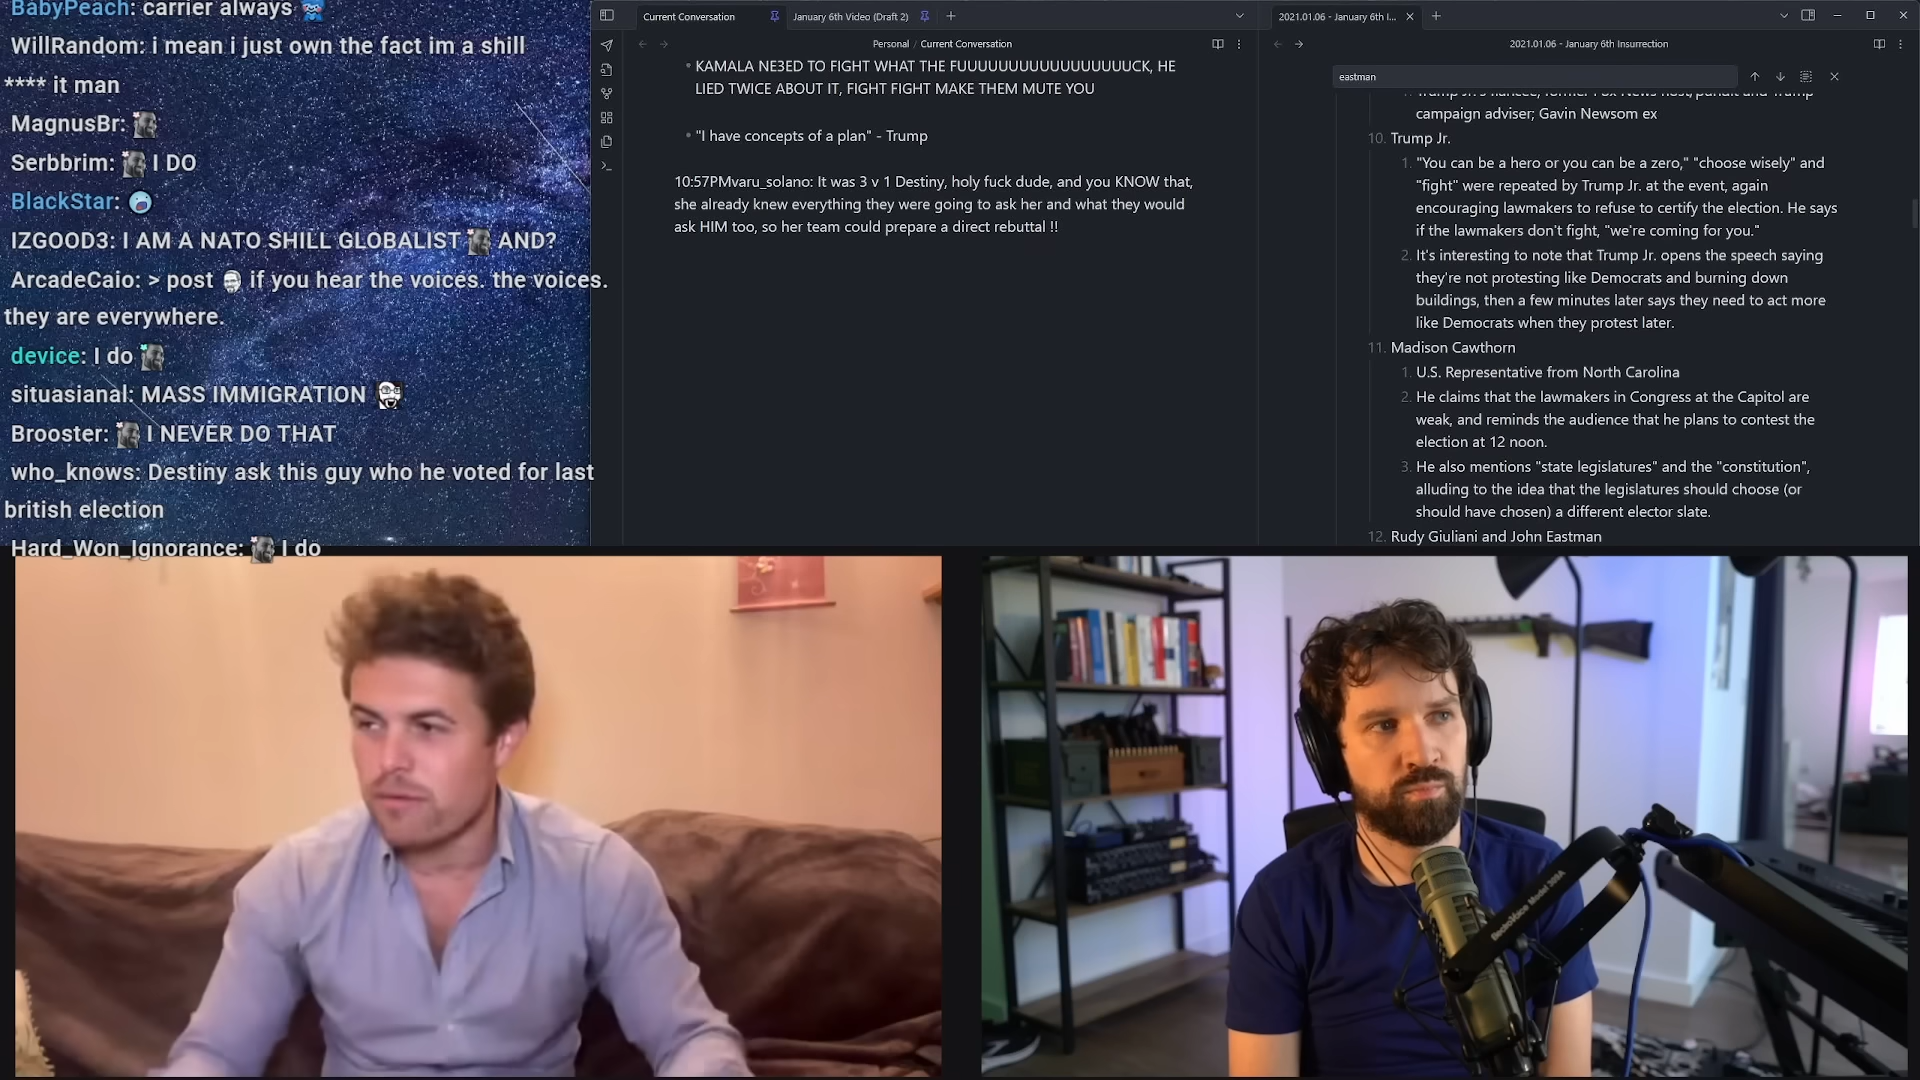 BabyPeach: carrier always
WillRandom: i mean i just own the fact im a shill
**** it man
MagnusBr:
Serbbrim: I DO
BlackStar:
IZGOOD3: I AM A NATO SHILL GLOBALIST AND?
ArcadeCaio: > post if you hear the voices. the voices.
they are everywhere.
device: I do
situasianal: MASS IMMIGRATION
Brooster: I NEVER DO THAT
who_knows: Destiny ask this guy who he voted for last
british election
Hard_Won_Ignorance: I do
Current Conversation
January 6th Video (Draft 2)
Personal / Current Conversation
• KAMALA NE3ED TO FIGHT WHAT THE FUUUUUUUUUUUUUUUUUCK, HE
LIED TWICE ABOUT IT, FIGHT FIGHT MAKE THEM MUTE YOU
• "I have concepts of a plan" - Trump
10:57PMvaru_solano: It was 3 v 1 Destiny, holy fuck dude, and you KNOW that,
she already knew everything they were going to ask her and what they would
ask HIM too, so her team could prepare a direct rebuttal !!
2021.01.06 - January 6th I...
2021.01.06 - January 6th Insurrection
eastman
1. Trump Jr.'s fiancee, former Fox News host, pundit and Trump
campaign adviser; Gavin Newsom ex
10. Trump Jr.
1. "You can be a hero or you can be a zero," "choose wisely" and
"fight" were repeated by Trump Jr. at the event, again
encouraging lawmakers to refuse to certify the election. He says
if the lawmakers don't fight, "we're coming for you."
2. It's interesting to note that Trump Jr. opens the speech saying
they're not protesting like Democrats and burning down
buildings, then a few minutes later says they need to act more
like Democrats when they protest later.
11. Madison Cawthorn
1. U.S. Representative from North Carolina
2. He claims that the lawmakers in Congress at the Capitol are
weak, and reminds the audience that he plans to contest the
election at 12 noon.
3. He also mentions "state legislatures" and the "constitution",
alluding to the idea that the legislatures should choose (or
should have chosen) a different elector slate.
12. Rudy Giuliani and John Eastman